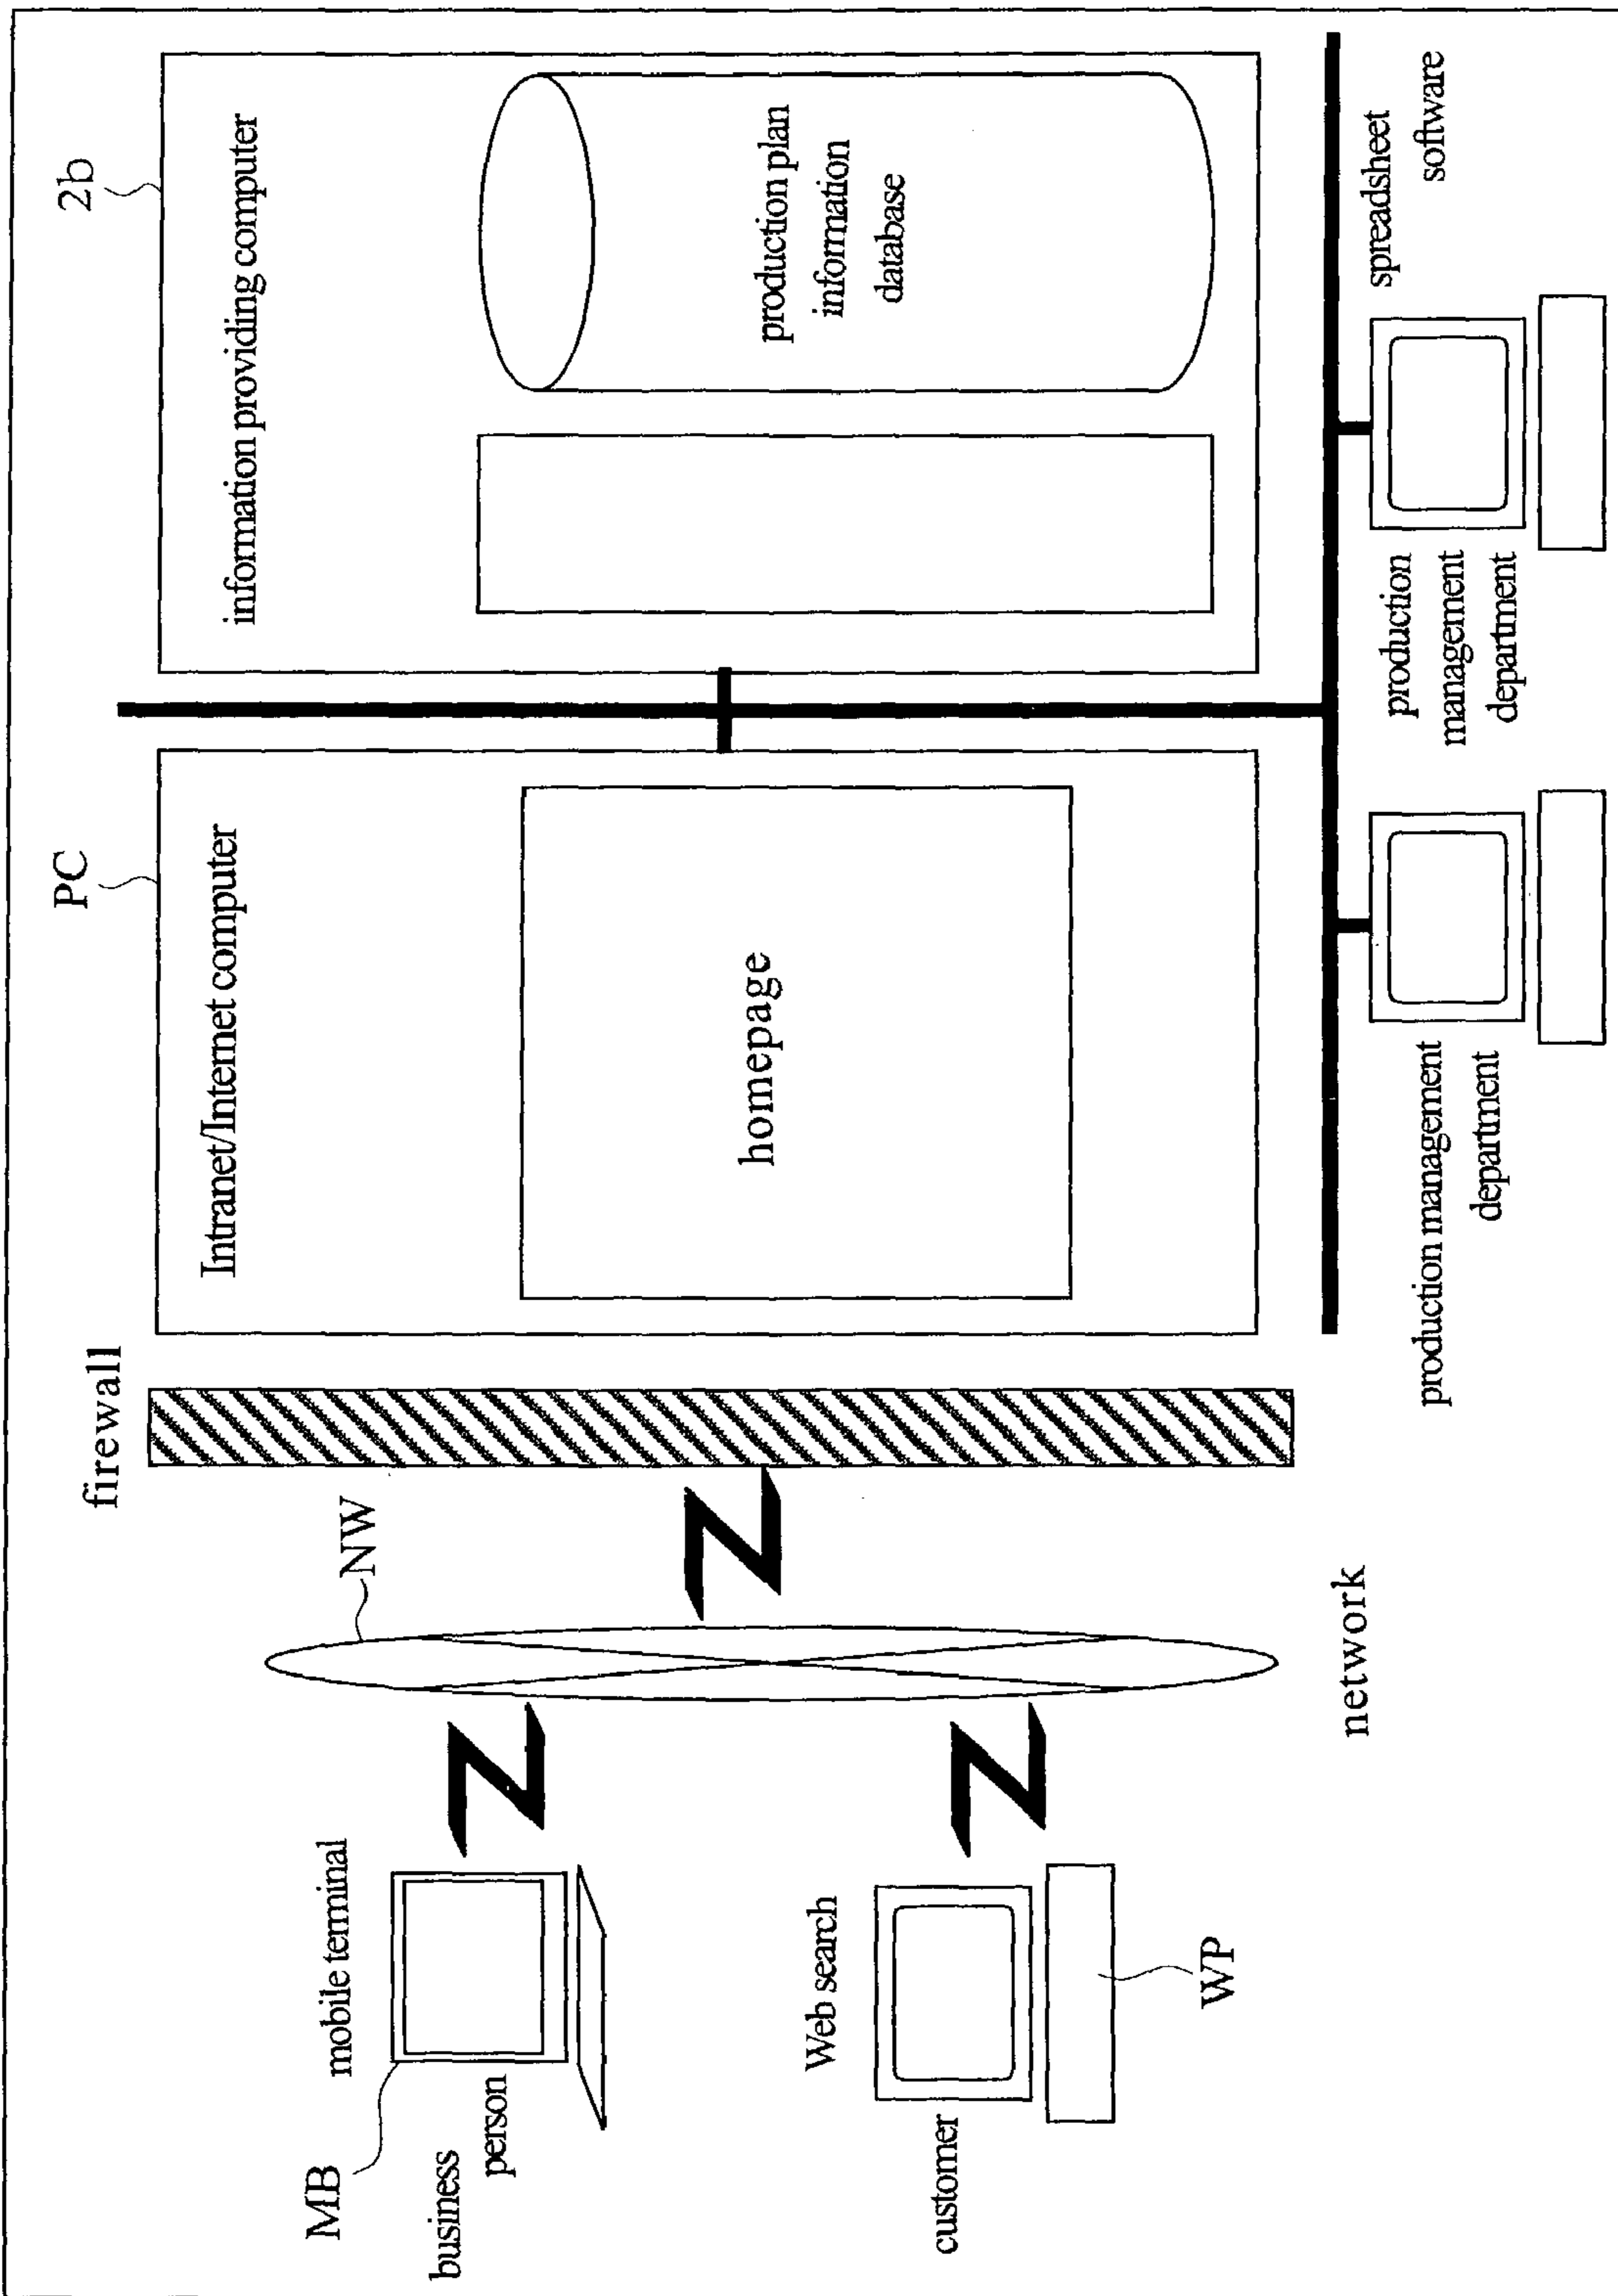 firewall
PC
2b
Intranet/Internet computer
information providing computer
MB
mobile terminal
NW
business
person
homepage
production plan
information
database
Web search
customer
WP
network
production management
department
production
management
department
spreadsheet
software